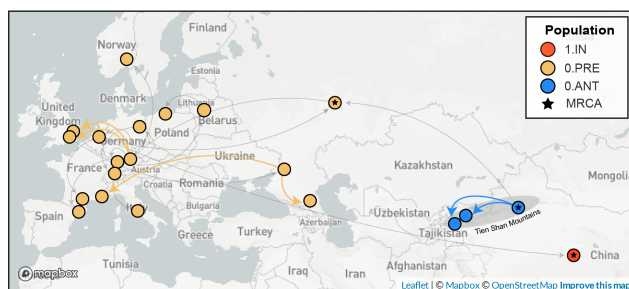 Population
1.IN
0.PRE
0.ANT
MRCA
Norway
Finland
Estonia
Denmark
Lithuania
United
Kingdom
Belarus
Poland
Germany
Ukraine
Kazakhstan
Mongoli
France
Austria
Croatia
Romania
Bulgaria
Spain
Italy
Azerbaijan
Uzbekistan
Tien Shan Mountains
Greece
Turkey
Tajikistan
China
Tunisia
Iraq
Iran
Afghanistan
mapbox
Leaflet | © Mapbox © OpenStreetMap Improve this map